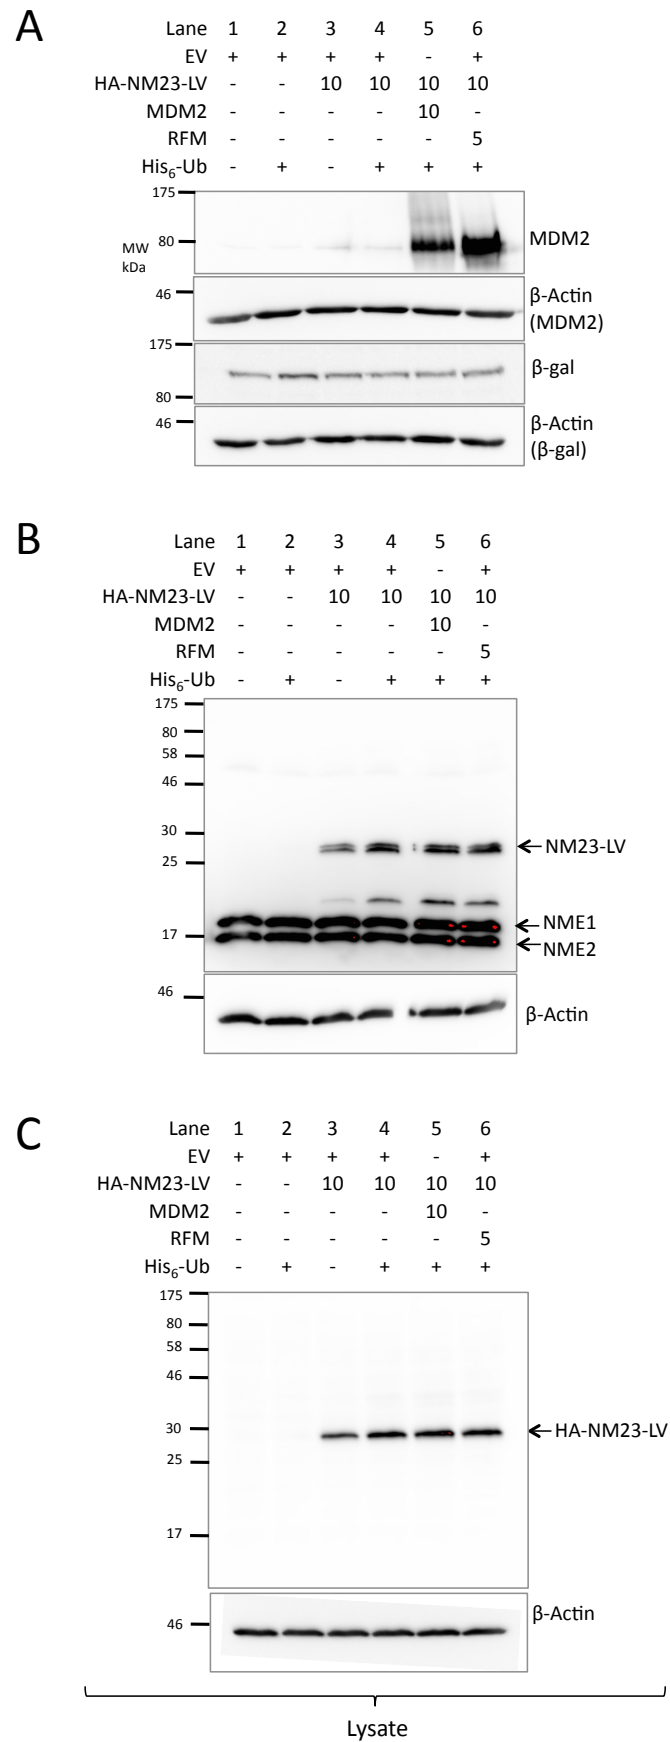 A
Lane 1 2 3 4 5 6
EV + + + + - +
HA-NM23-LV - - 10 10 10 10
MDM2 - - - - 10 -
RFM - - - - - 5
His6-Ub - + - + + +
175
MW kDa
80
MDM2
46
β-Actin
(MDM2)
175
β-gal
80
46
β-Actin
(β-gal)
B
Lane 1 2 3 4 5 6
EV + + + + - +
HA-NM23-LV - - 10 10 10 10
MDM2 - - - - 10 -
RFM - - - - - 5
His6-Ub - + - + + +
175
80
58
46
30
NM23-LV
25
NME1
17
NME2
46
β-Actin
C
Lane 1 2 3 4 5 6
EV + + + + - +
HA-NM23-LV - - 10 10 10 10
MDM2 - - - - 10 -
RFM - - - - - 5
His6-Ub - + - + + +
175
80
58
46
30
HA-NM23-LV
25
17
β-Actin
46
Lysate